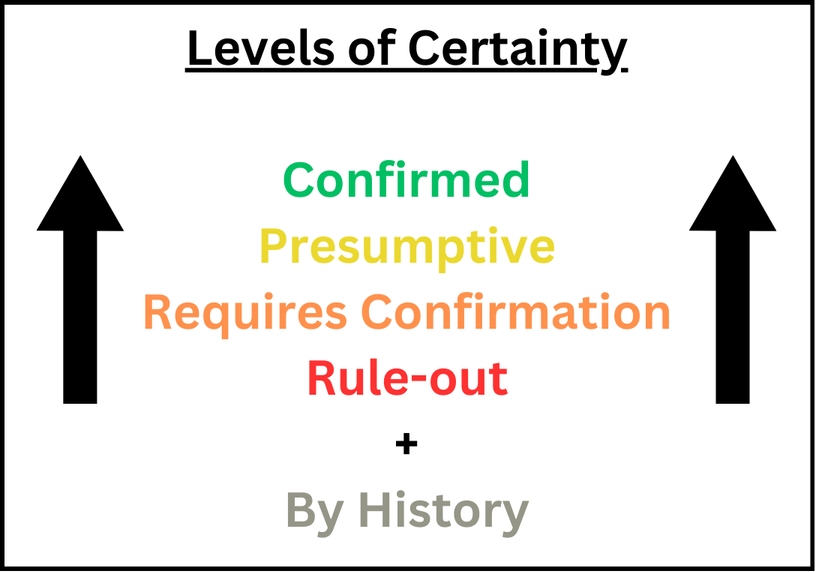 Levels of Certainty
Confirmed
Presumptive
Requires Confirmation
Rule-out
+
By History